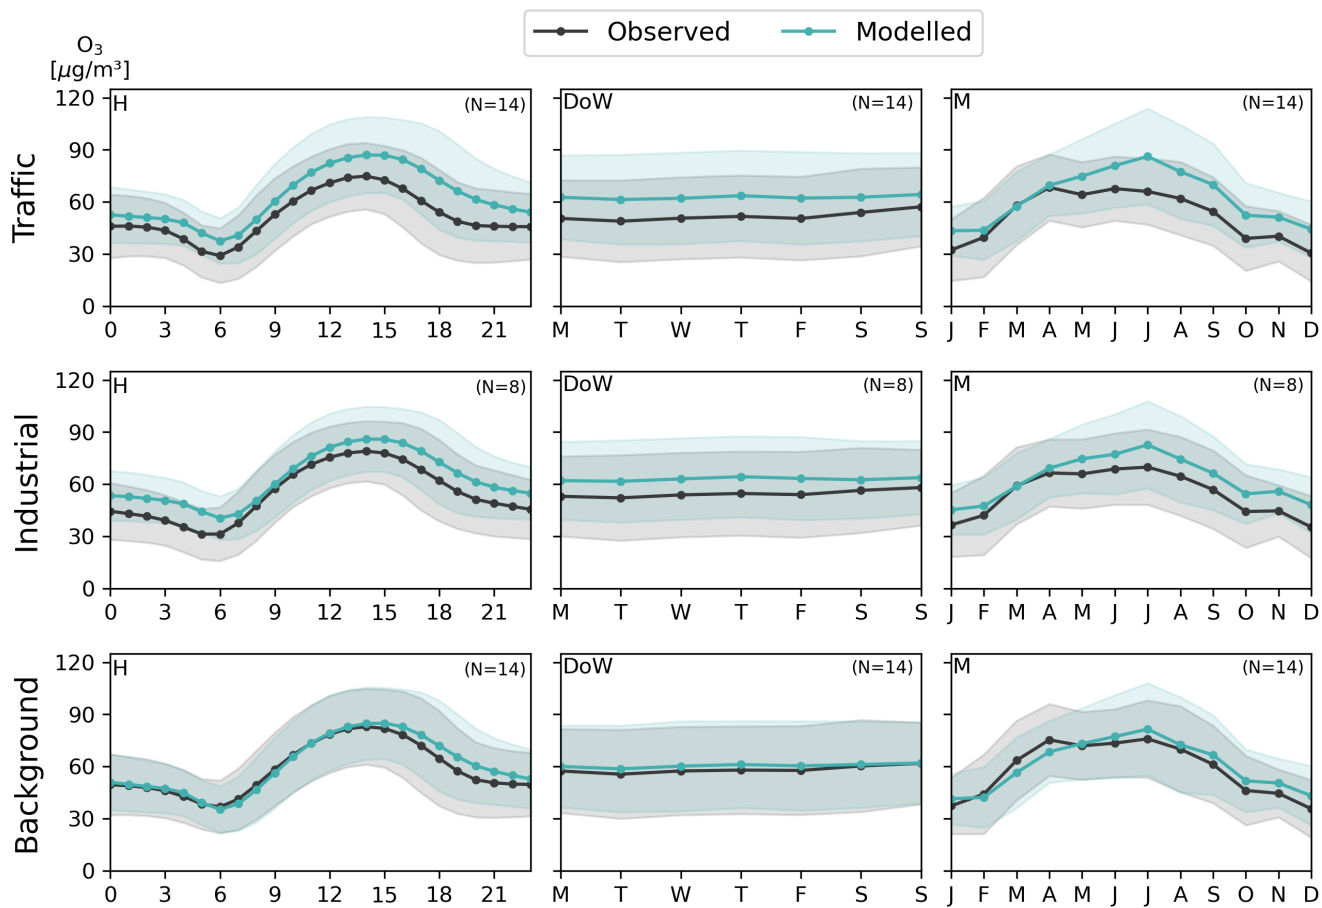 Observed Modelled
O₃
[μg/m³]
Traffic
120
90
60
30
0
H (N=14)
0 3 6 9 12 15 18 21
DoW (N=14)
M T W T F S S
M (N=14)
J F M A M J J A S O N D
Industrial
120
90
60
30
0
H (N=8)
0 3 6 9 12 15 18 21
DoW (N=8)
M T W T F S S
M (N=8)
J F M A M J J A S O N D
Background
120
90
60
30
0
H (N=14)
0 3 6 9 12 15 18 21
DoW (N=14)
M T W T F S S
M (N=14)
J F M A M J J A S O N D